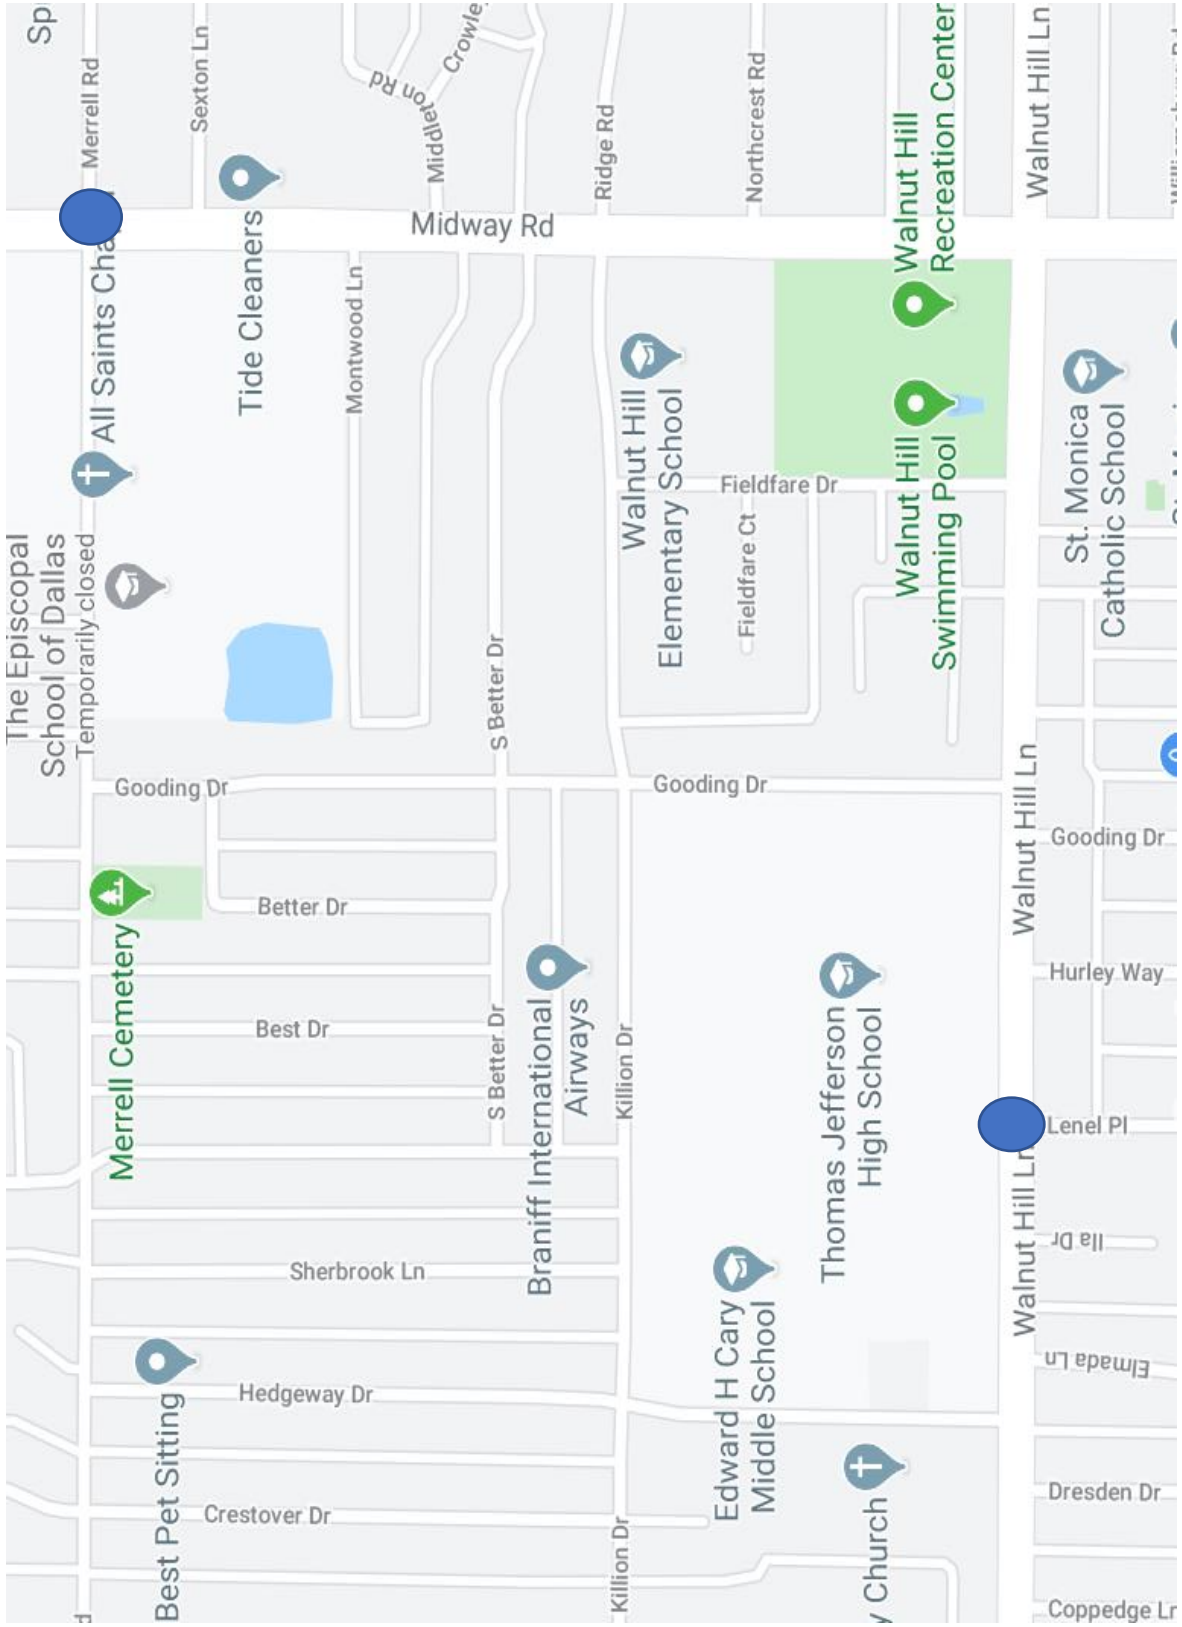 Sp
Merrell Rd
Sexton Ln
Middleton Rd
Crowley
Ridge Rd
Northcrest Rd
Walnut Hill
Recreation Center
Walnut Hill Ln
Midway Rd
All Saints Cha
Tide Cleaners
Montwood Ln
Walnut Hill
Elementary School
Fieldfare Dr
Fieldfare Ct
Walnut Hill
Swimming Pool
St. Monica
Catholic School
The Episcopal
School of Dallas
Temporarily closed
S Better Dr
Gooding Dr
Gooding Dr
Walnut Hill Ln
Gooding Dr
Merrell Cemetery
Better Dr
Best Dr
S Better Dr
Braniff International
Airways
Killion Dr
Thomas Jefferson
High School
Hurley Way
Lenel Pl
Walnut Hill Ln
Ila Dr
Sherbrook Ln
Edward H Cary
Middle School
Elmada Ln
Best Pet Sitting
Hedgeway Dr
Crestover Dr
Killion Dr
y Church
Dresden Dr
Coppedge Ln